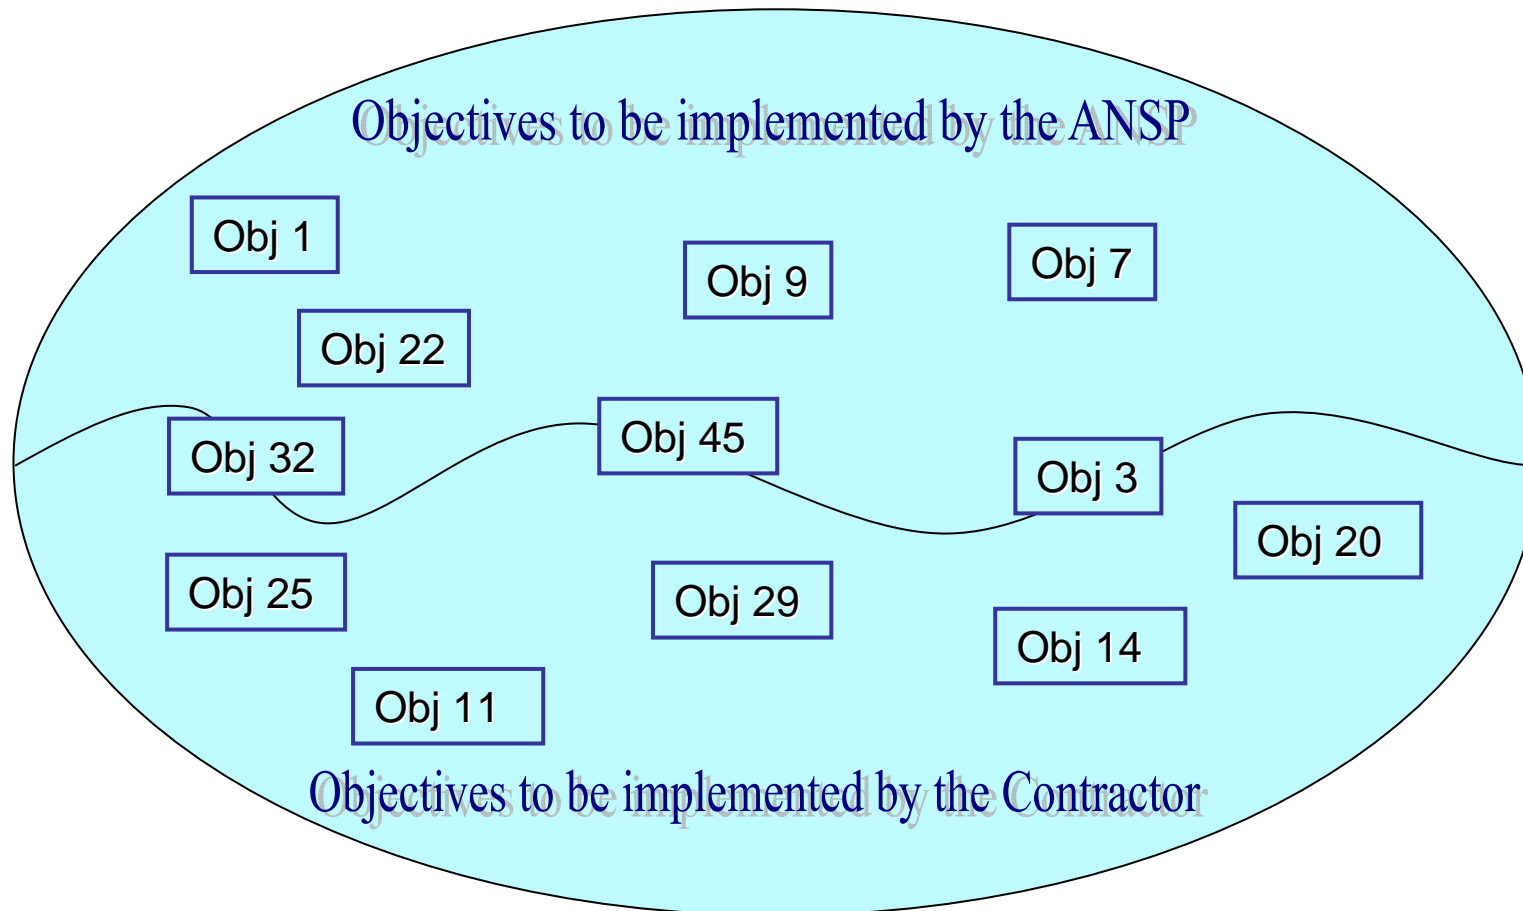 Objectives to be implemented by the ANSP
Obj 1
Obj 9
Obj 7
Obj 22
Obj 32
Obj 45
Obj 3
Obj 20
Obj 25
Obj 29
Obj 14
Obj 11
Objectives to be implemented by the Contractor